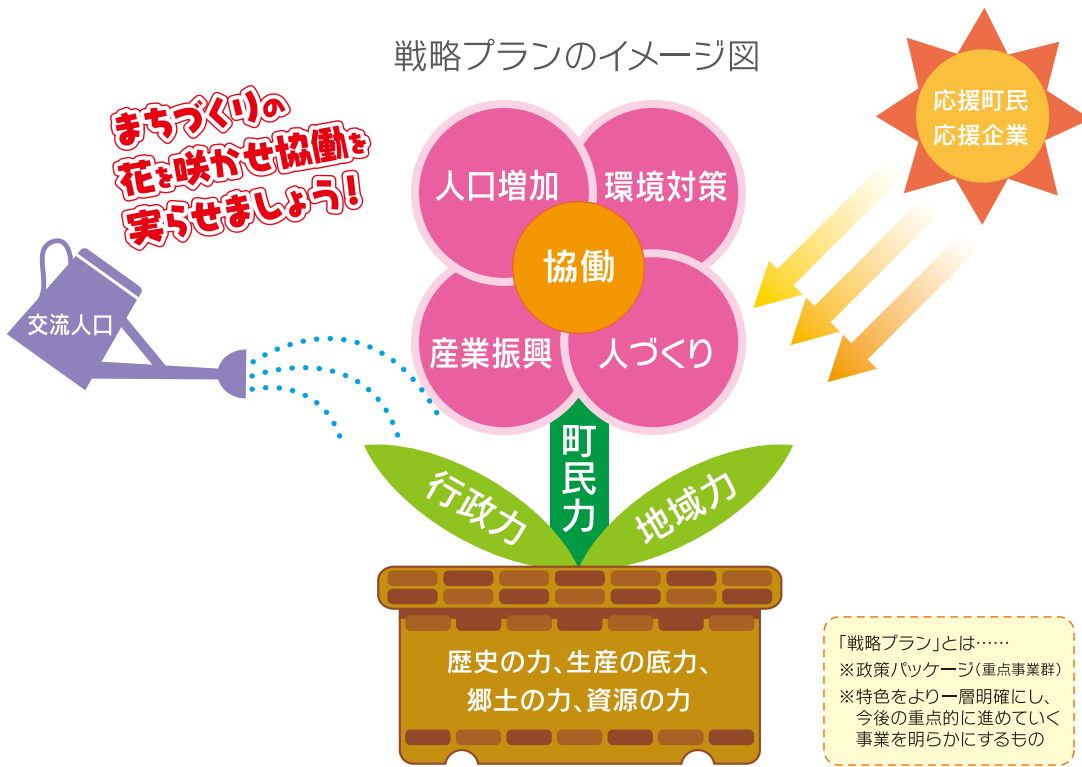 戦略プランのイメージ図
まちづくりの
花を咲かせ協働を
実らせましょう！
応援町民
応援企業
人口増加
環境対策
協働
産業振興
人づくり
交流人口
町民力
行政力
地域力
歴史の力、生産の底力、
郷土の力、資源の力
「戦略プラン」とは……
※政策パッケージ（重点事業群）
※特色をより一層明確にし、
今後の重点的に進めていく
事業を明らかにするもの